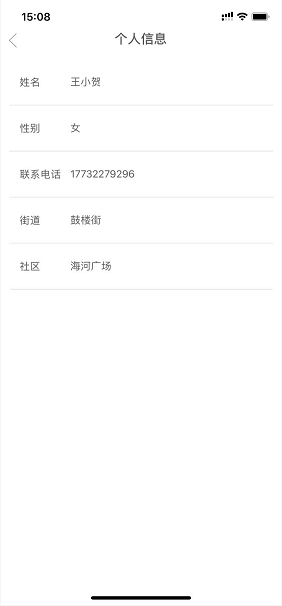 15:08
个人信息
姓名 王小贺
性别 女
联系电话 17732279296
街道 鼓楼街
社区 海河广场